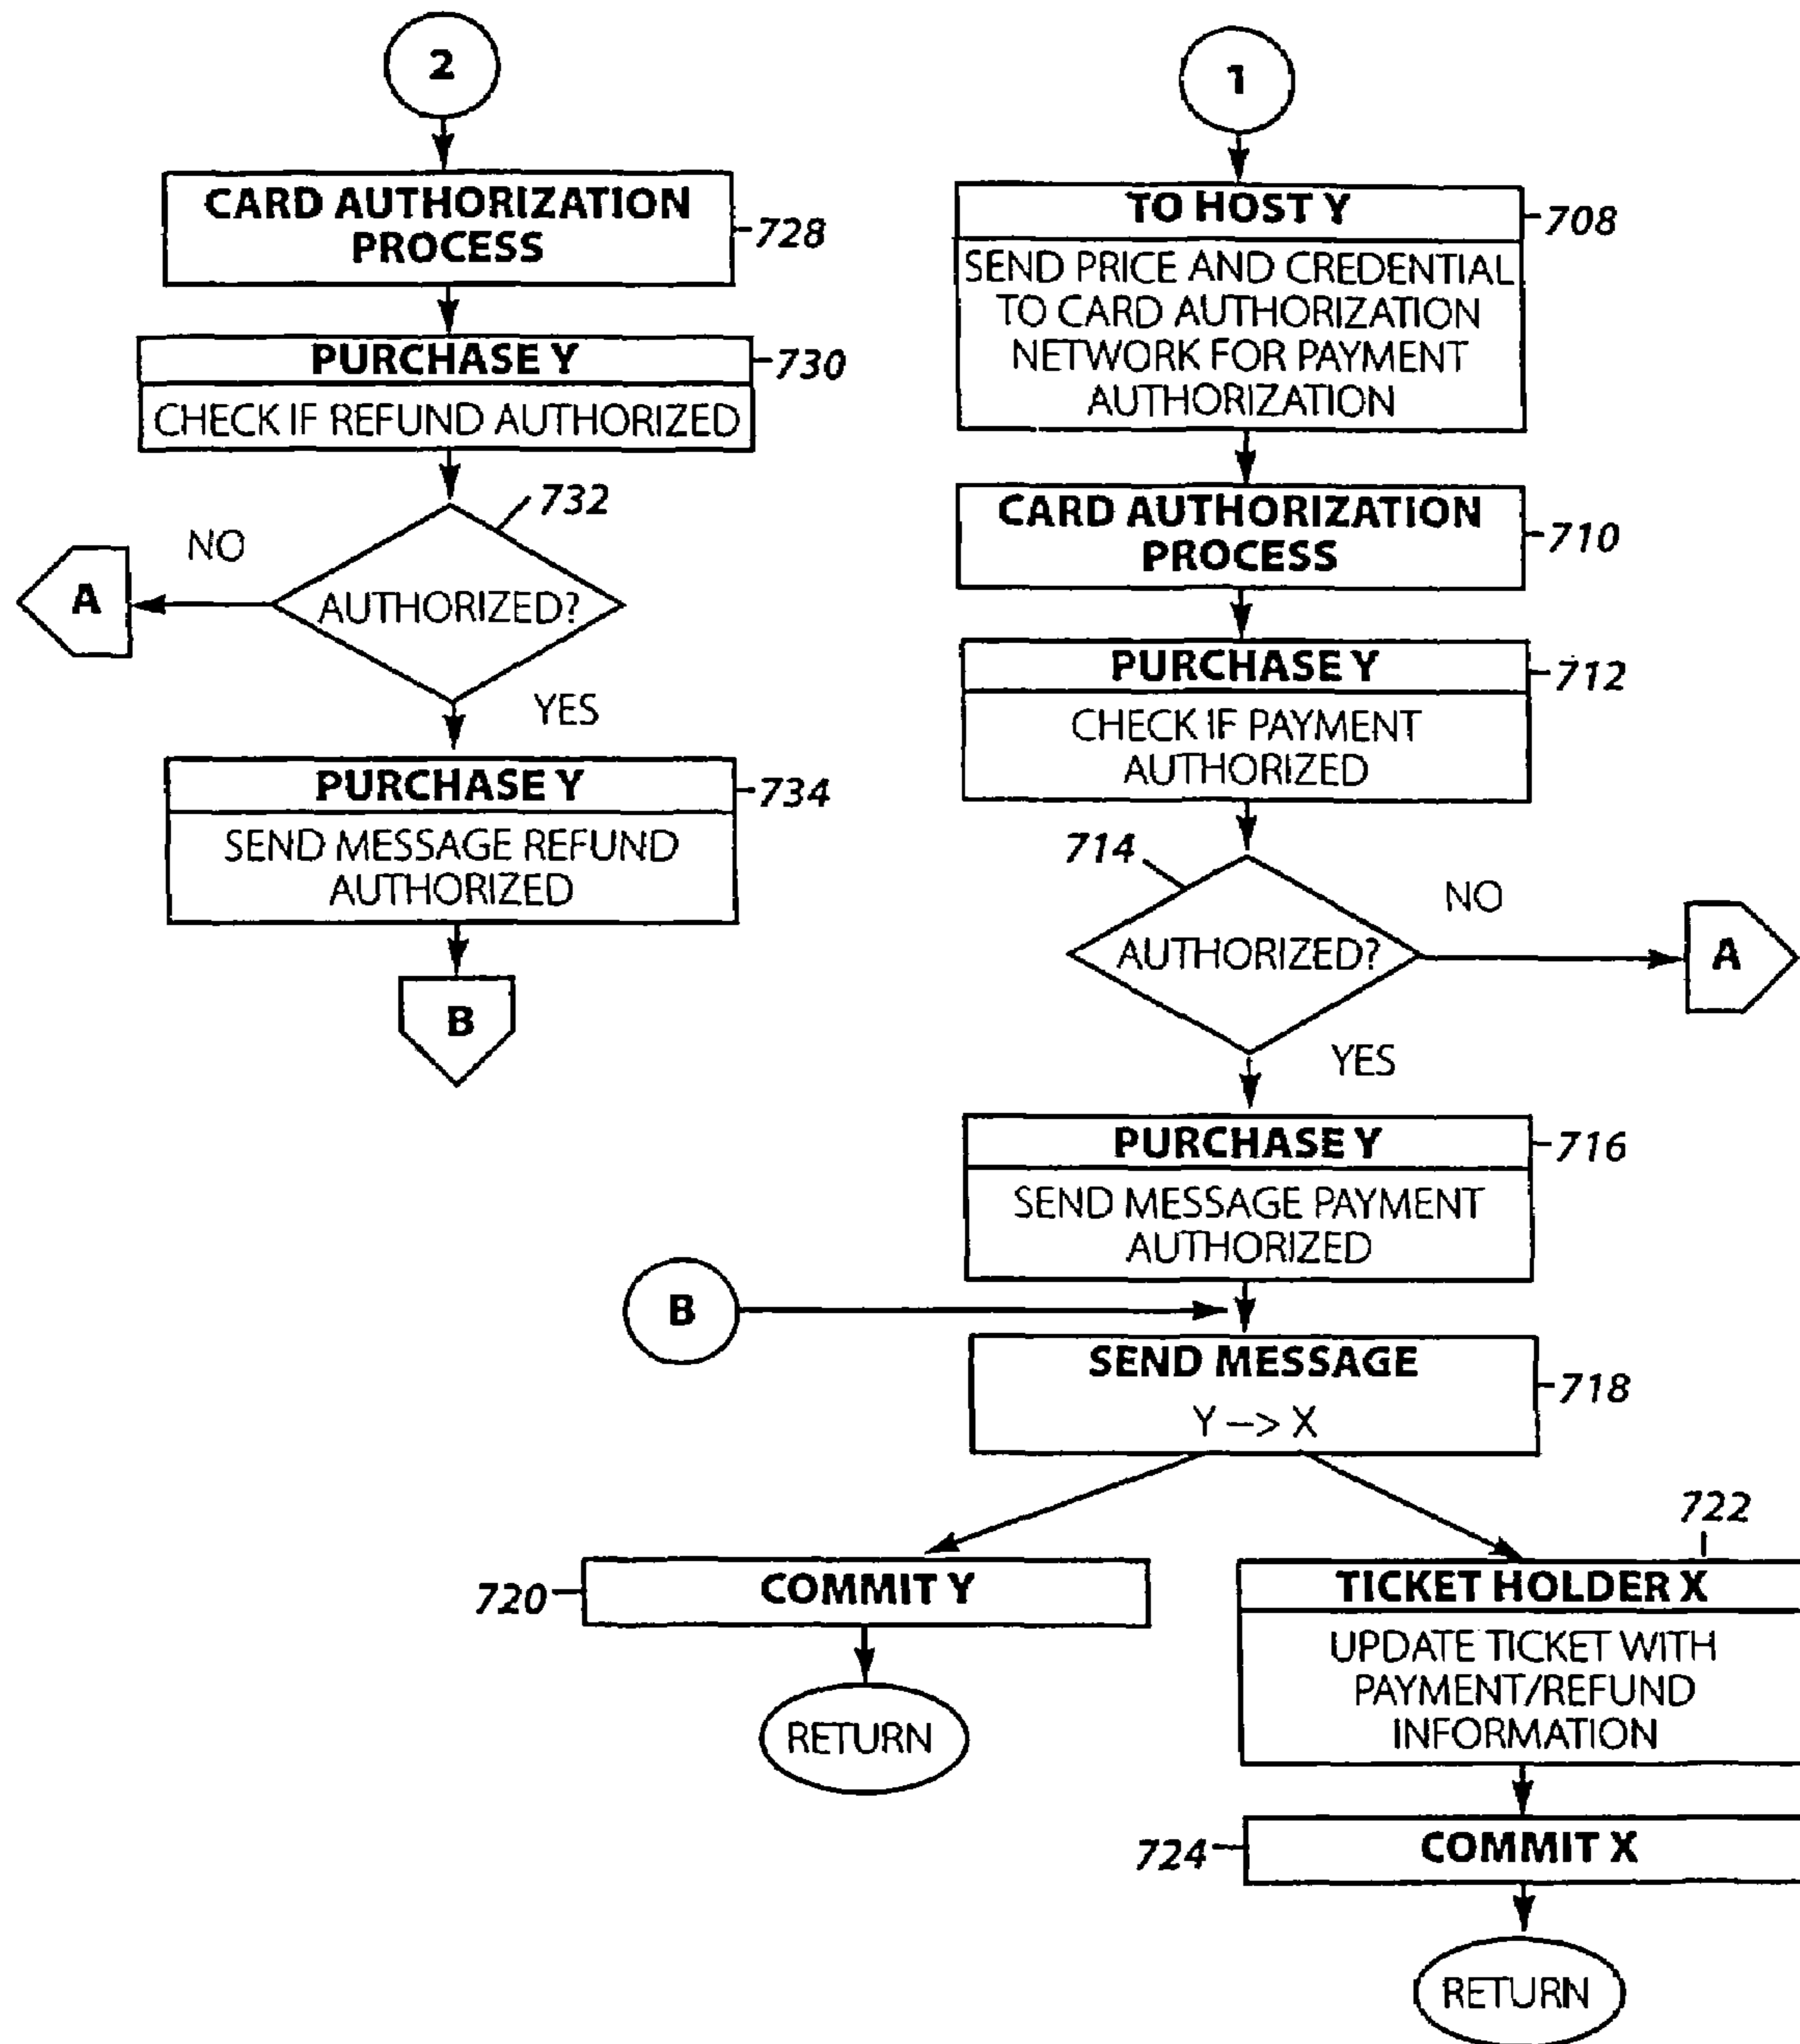 2
CARD AUTHORIZATION
PROCESS
728
PURCHASE Y
730
CHECK IF REFUND AUTHORIZED
732
NO
A
AUTHORIZED?
YES
PURCHASE Y
734
SEND MESSAGE REFUND
AUTHORIZED
B
1
TO HOST Y
708
SEND PRICE AND CREDENTIAL
TO CARD AUTHORIZATION
NETWORK FOR PAYMENT
AUTHORIZATION
CARD AUTHORIZATION
PROCESS
710
PURCHASE Y
712
CHECK IF PAYMENT
AUTHORIZED
714
NO
AUTHORIZED?
A
YES
PURCHASE Y
716
SEND MESSAGE PAYMENT
AUTHORIZED
B
SEND MESSAGE
718
Y –> X
720
COMMIT Y
RETURN
722
TICKET HOLDER X
UPDATE TICKET WITH
PAYMENT/REFUND
INFORMATION
724
COMMIT X
RETURN